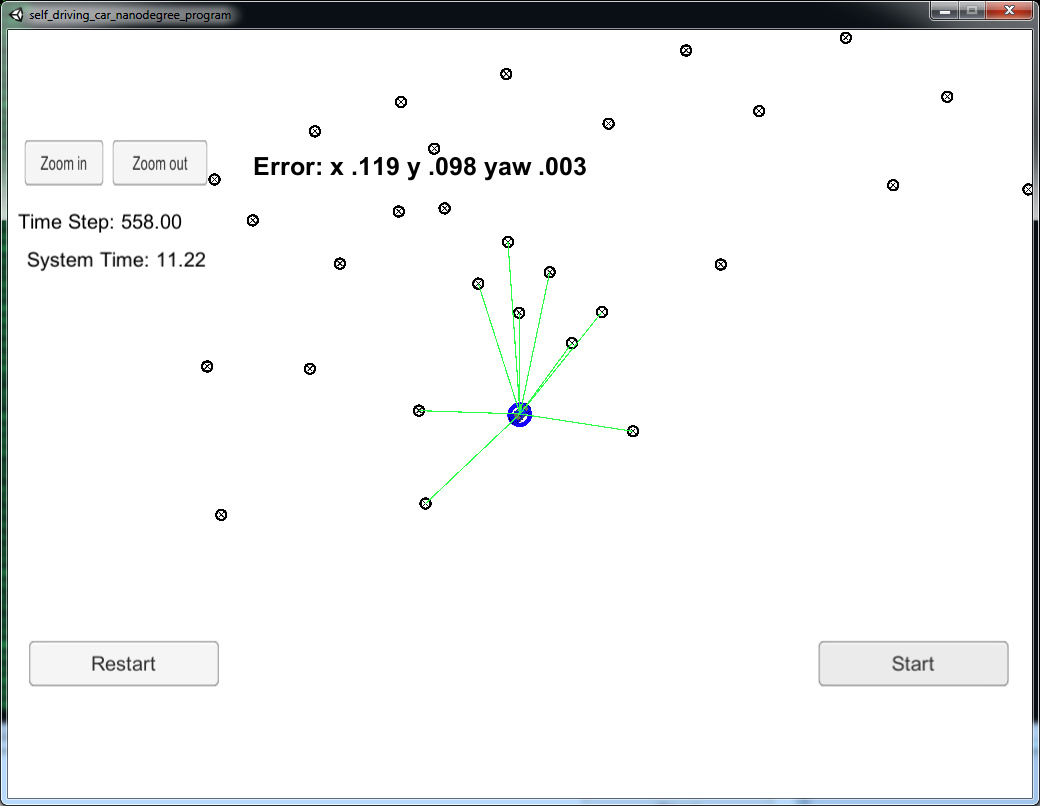 self_driving_car_nanodegree_program
Zoom in
Zoom out
Error: x .119 y .098 yaw .003
Time Step: 558.00
System Time: 11.22
Restart
Start